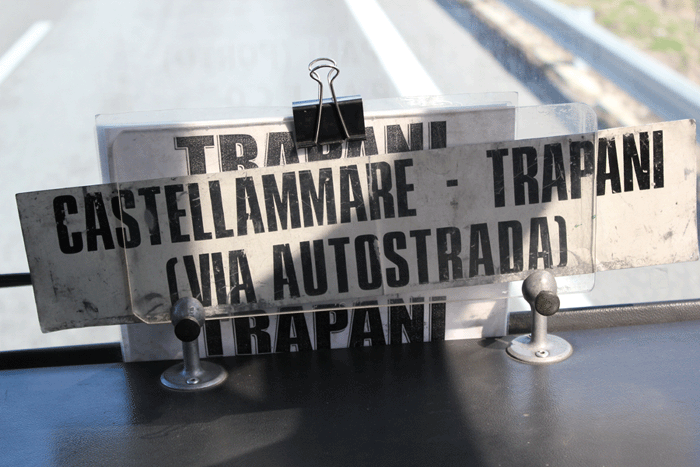 TRAPANI
CASTELLAMMARE - TRAPANI
(VIA AUTOSTRADA)
TRAPANI